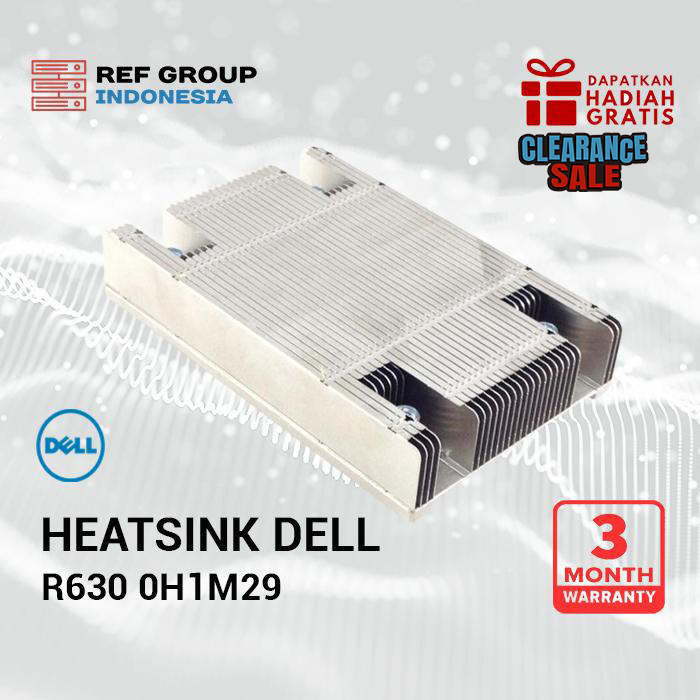 REF GROUP
INDONESIA
DAPATKAN
HADIAH
GRATIS
CLEARANCE
SALE
DELL
HEATSINK DELL
R630 0H1M29
3
MONTH
WARRANTY